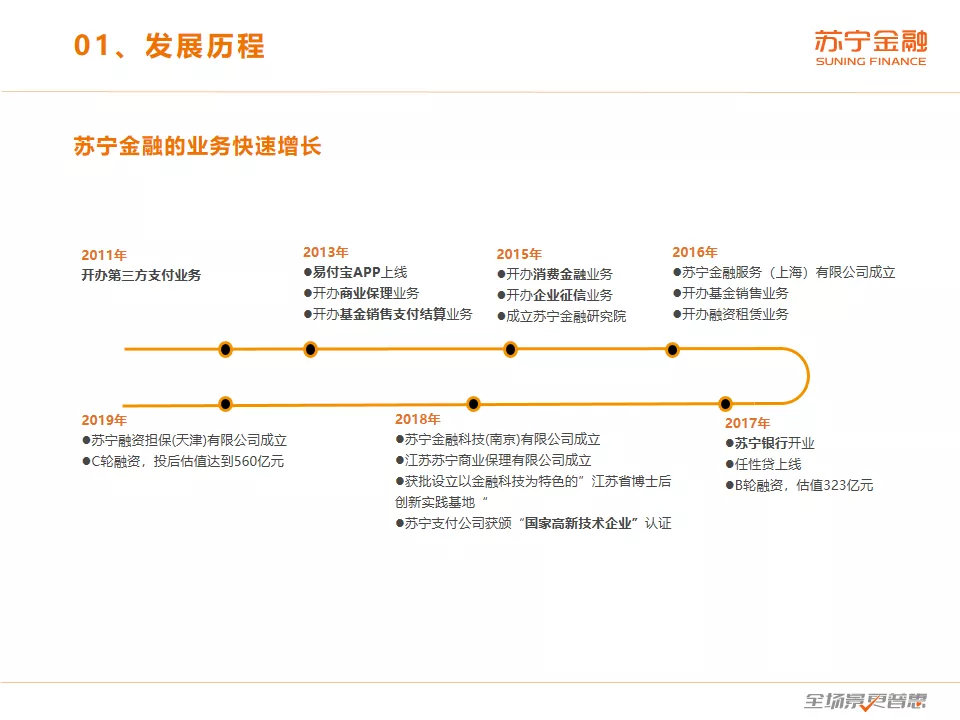 01、发展历程
苏宁金融
SUNING FINANCE
苏宁金融的业务快速增长
2011年
开办第三方支付业务
2013年
●易付宝APP上线
●开办商业保理业务
●开办基金销售支付结算业务
2015年
●开办消费金融业务
●开办企业征信业务
●成立苏宁金融研究院
2016年
●苏宁金融服务（上海）有限公司成立
●开办基金销售业务
●开办融资租赁业务
2019年
●苏宁融资担保(天津)有限公司成立
●C轮融资，投后估值达到560亿元
2018年
●苏宁金融科技(南京)有限公司成立
●江苏苏宁商业保理有限公司成立
●获批设立以金融科技为特色的”江苏省博士后
创新实践基地“
●苏宁支付公司获颁“国家高新技术企业”认证
2017年
●苏宁银行开业
●任性贷上线
●B轮融资，估值323亿元
全场景更普惠